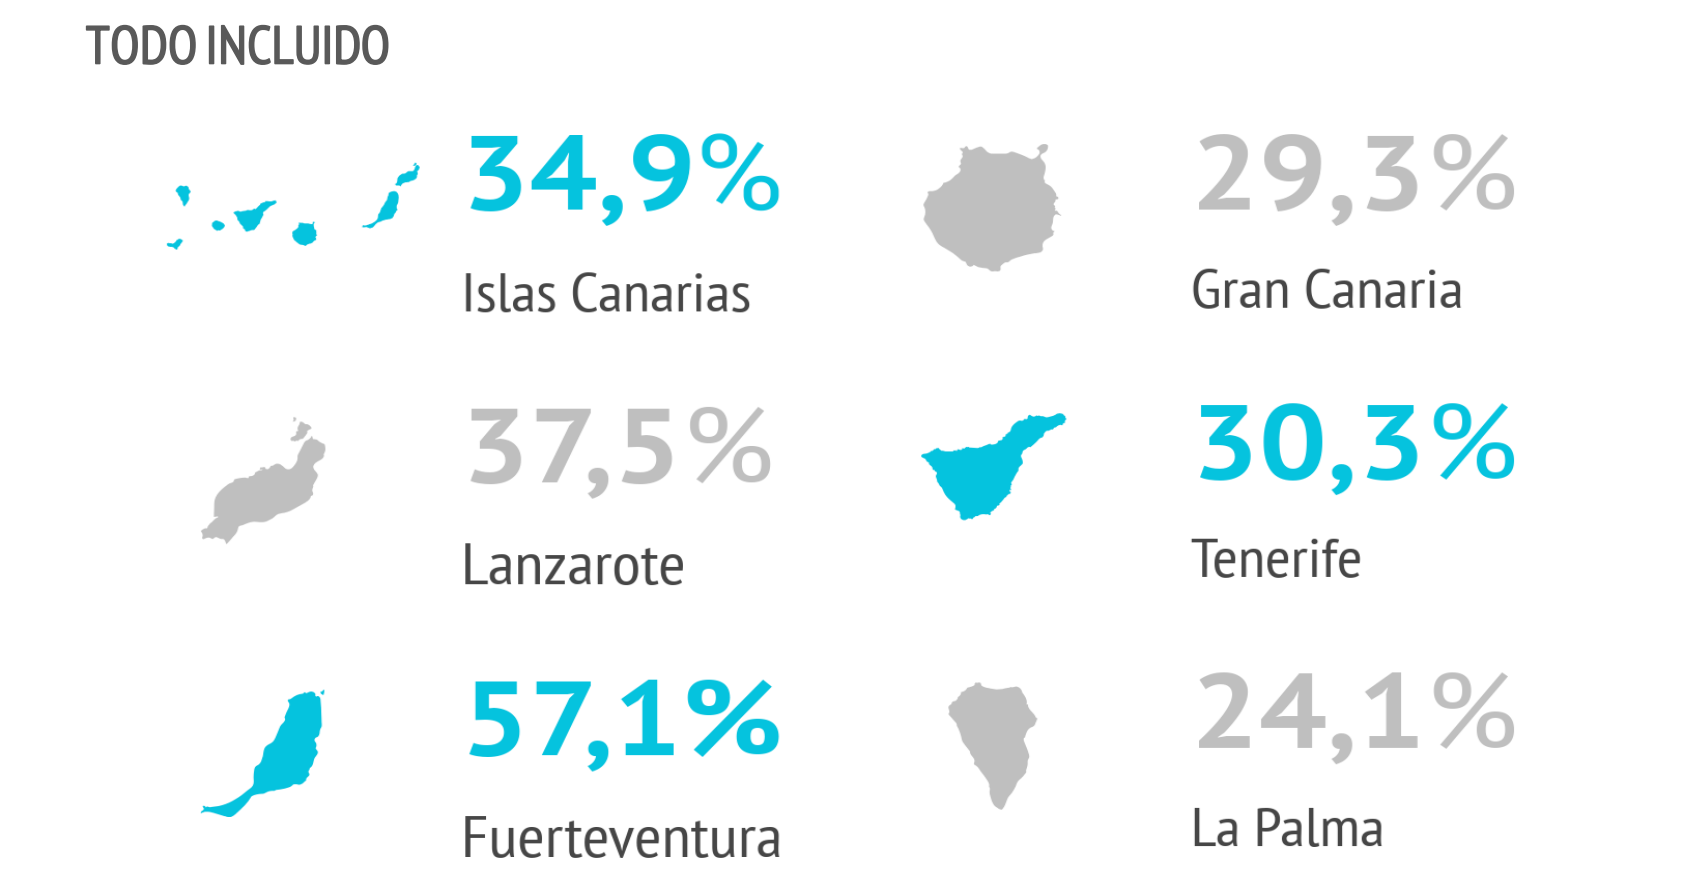 TODO INCLUIDO
34,9%
Islas Canarias
29,3%
Gran Canaria
37,5%
Lanzarote
30,3%
Tenerife
57,1%
Fuerteventura
24,1%
La Palma